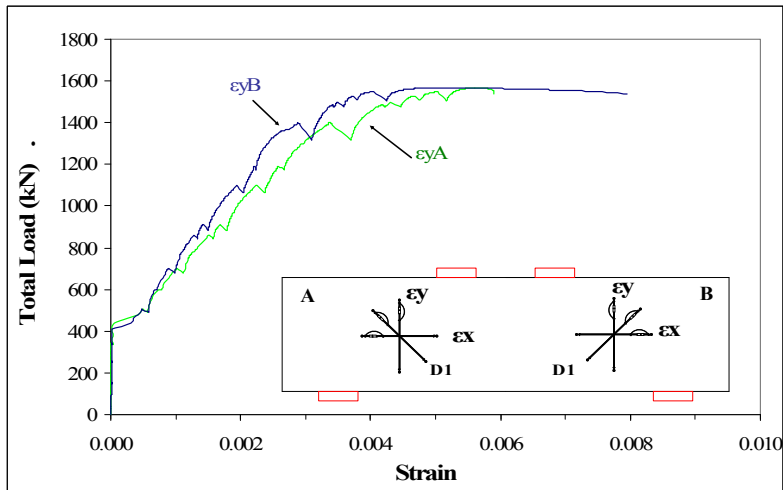 Total Load (kN) .
1800
1600
1400
1200
1000
800
600
400
200
0
εyB
εyA
A
εy
εx
D1
εy
B
εx
D1
0.000
0.002
0.004
0.006
0.008
0.010
Strain